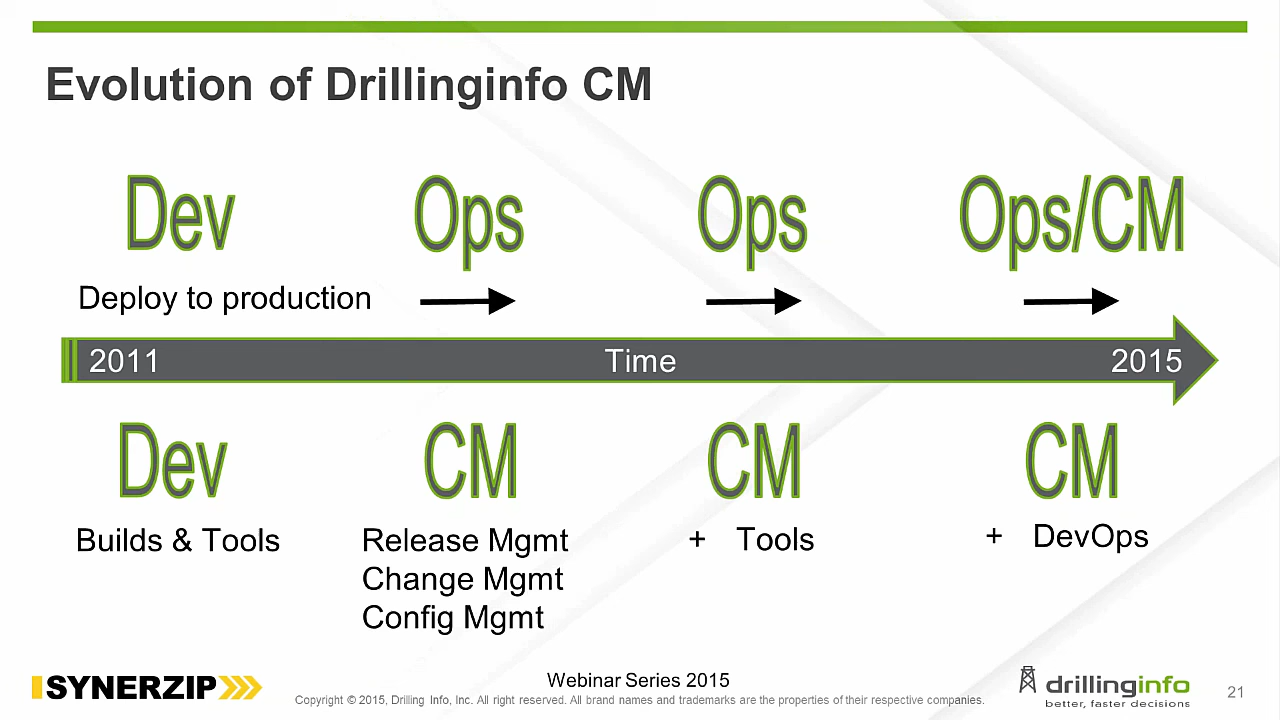 Evolution of Drillinginfo CM
Dev Ops Ops Ops/CM
Deploy to production
2011 Time 2015
Dev CM CM CM
Builds & Tools
Release Mgmt
Change Mgmt
Config Mgmt
+ Tools
+ DevOps
SYNERZIP
Webinar Series 2015
Copyright © 2015, Drilling Info, Inc. All right reserved. All brand names and trademarks are the properties of their respective companies.
drillinginfo
better, faster decisions
21